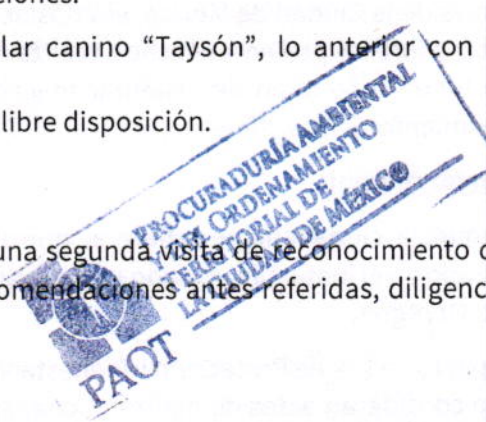 ciones.
lar canino “Taysón”, lo anterior con
libre disposición.
PROCURADURÍA AMBIENTAL
Y DEL ORDENAMIENTO
TERRITORIAL DE
LA CIUDAD DE MÉXICO
PAOT
una segunda visita de reconocimiento
omendaciones antes referidas, diligenc